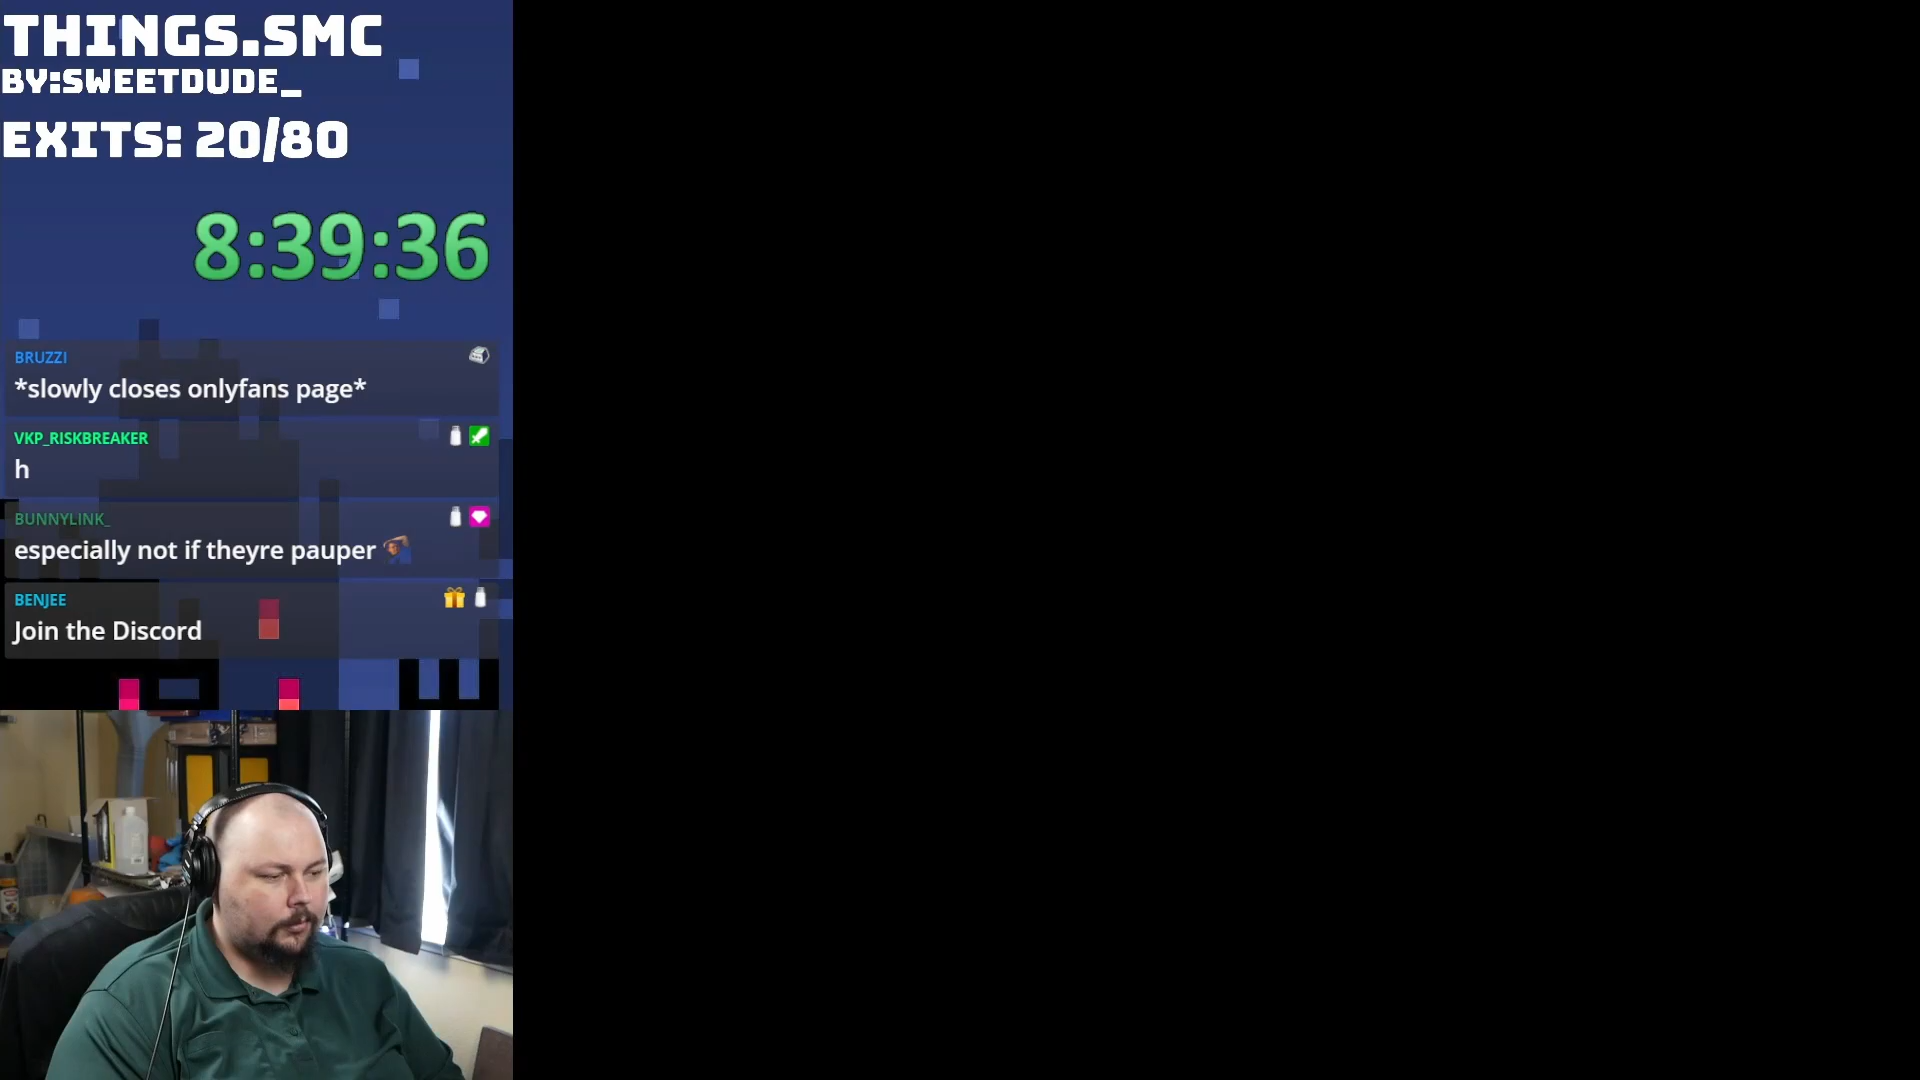 THINGS.SMC
BY:SWEETDUDE_
EXITS: 20/80
8:39:36
BRUZZI
*slowly closes onlyfans page*
VKP_RISKBREAKER
h
BUNNYLINK_
especially not if theyre pauper
BENJEE
Join the Discord